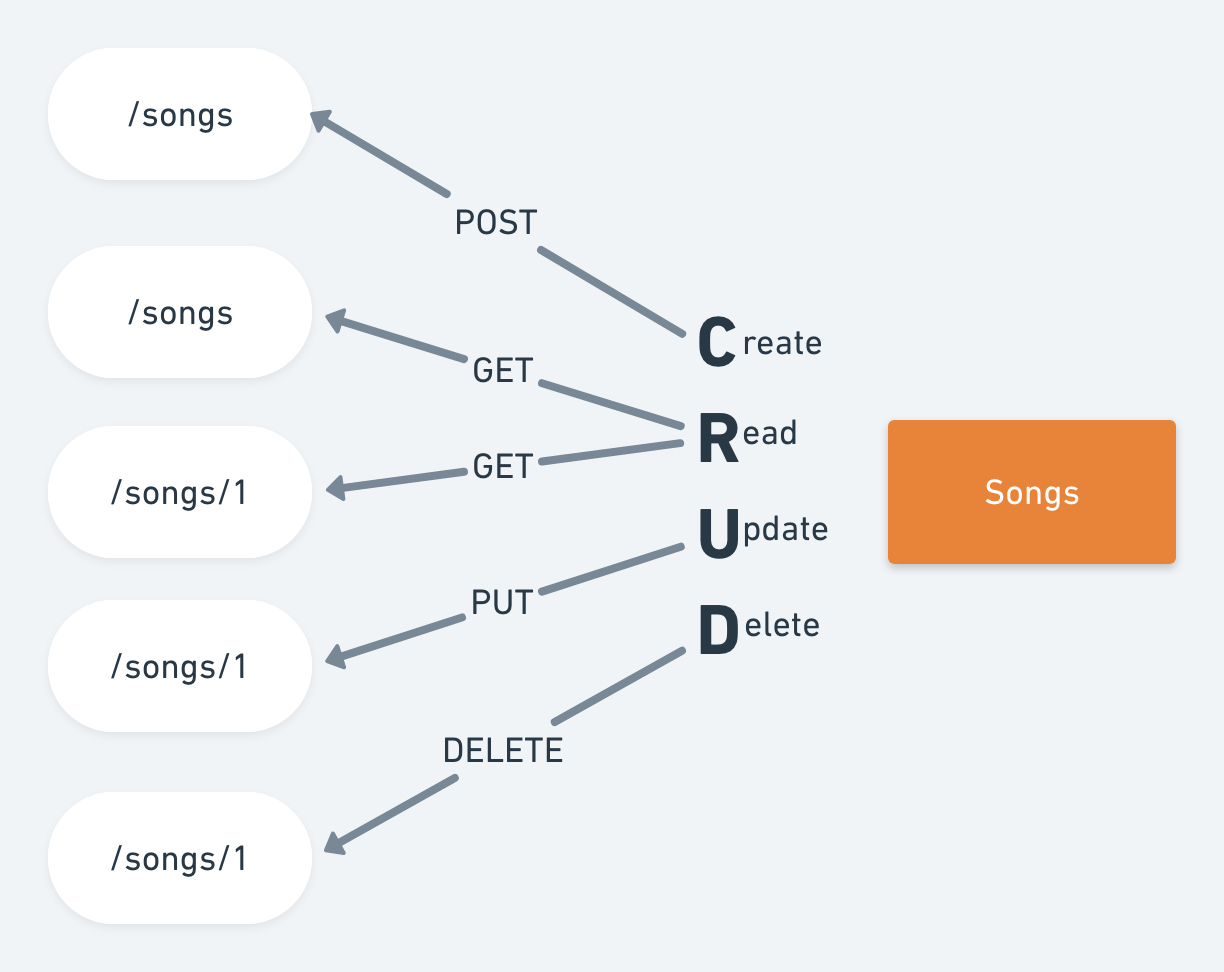 /songs
POST
/songs
GET
Create
Read
GET
/songs/1
Update
Songs
PUT
/songs/1
Delete
DELETE
/songs/1